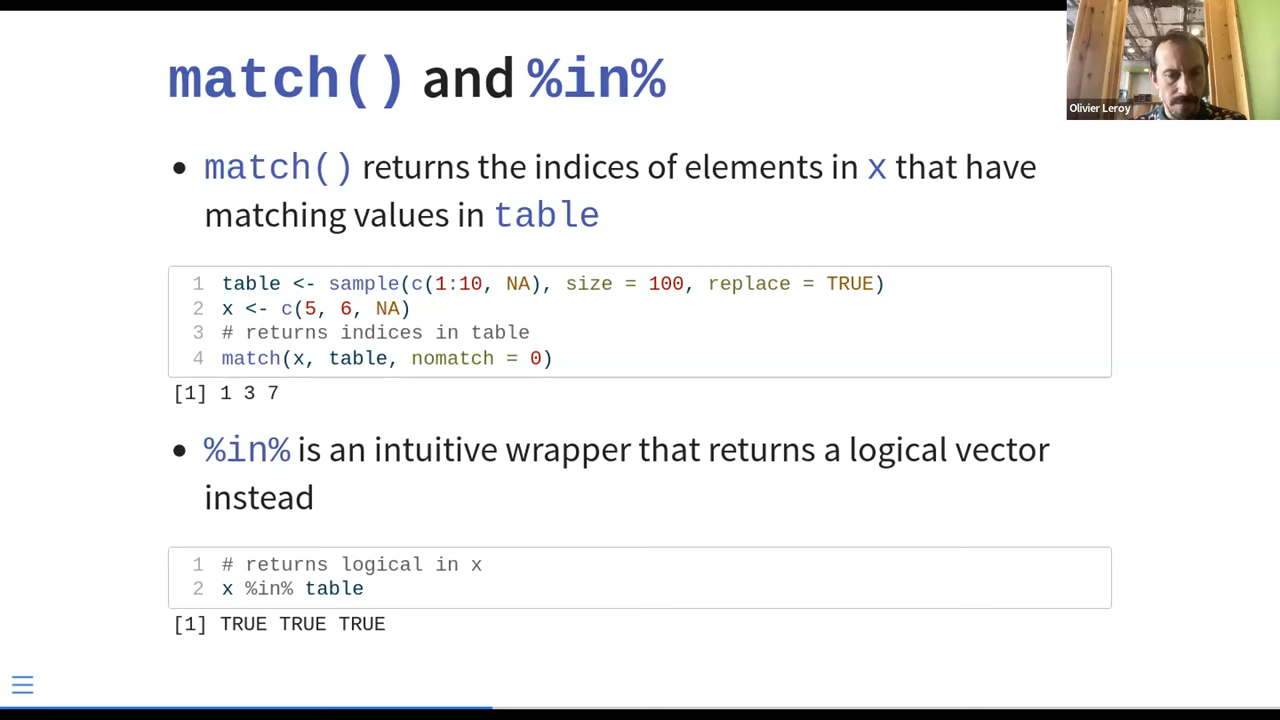 match() and %in%
Olivier Leroy
• match() returns the indices of elements in x that have
matching values in table
1 table <- sample(c(1:10, NA), size = 100, replace = TRUE)
2 x <- c(5, 6, NA)
3 # returns indices in table
4 match(x, table, nomatch = 0)
[1] 1 3 7
• %in% is an intuitive wrapper that returns a logical vector
instead
1 # returns logical in x
2 x %in% table
[1] TRUE TRUE TRUE